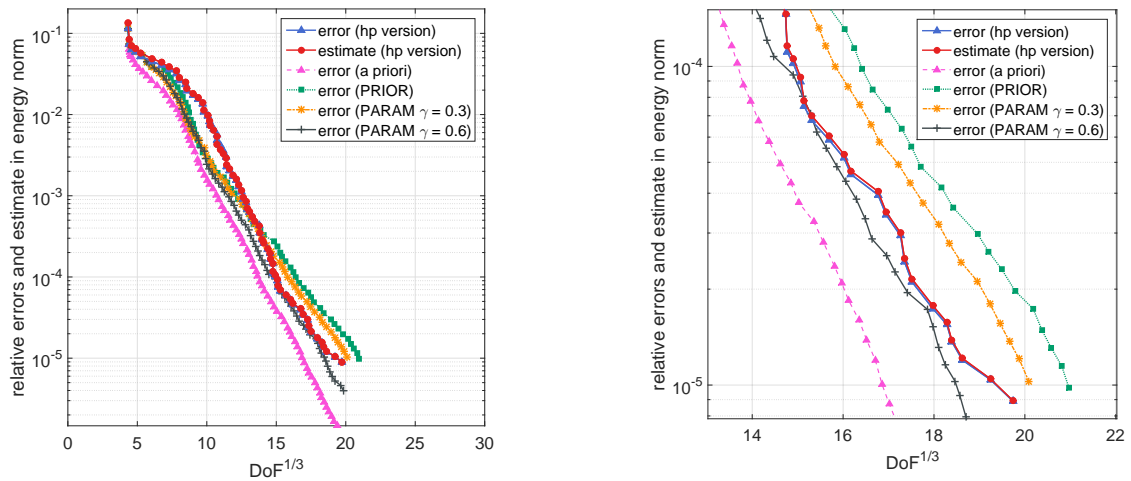 relative errors and estimate in energy norm
10^-1
10^-2
10^-3
10^-4
10^-5
0 5 10 15 20 25 30
DoF^1/3
error (hp version)
estimate (hp version)
error (a priori)
error (PRIOR)
error (PARAM γ = 0.3)
error (PARAM γ = 0.6)
relative errors and estimate in energy norm
10^-4
10^-5
14 16 18 20 22
DoF^1/3
error (hp version)
estimate (hp version)
error (a priori)
error (PRIOR)
error (PARAM γ = 0.3)
error (PARAM γ = 0.6)